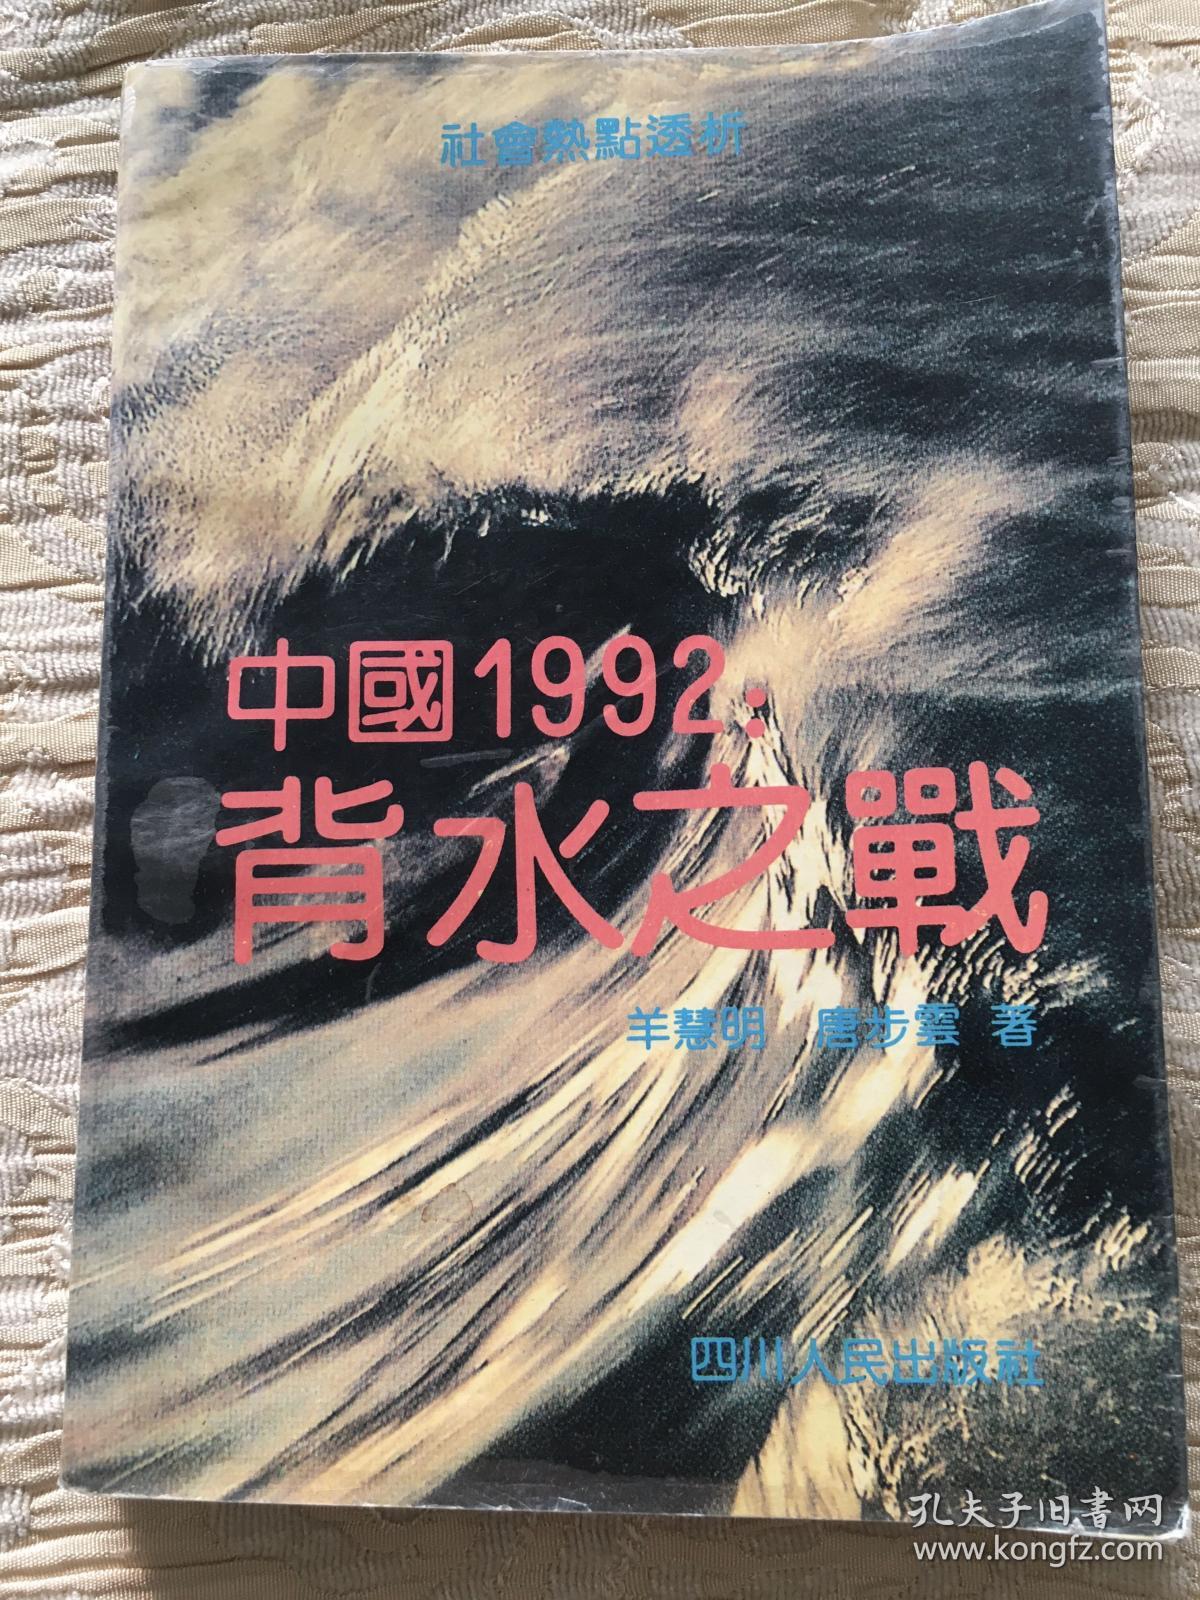 社會熱點透析
中國1992:
背水之戰
羊慧明 唐步雲 著
四川人民出版社
孔夫子旧書网
www.kongfz.com